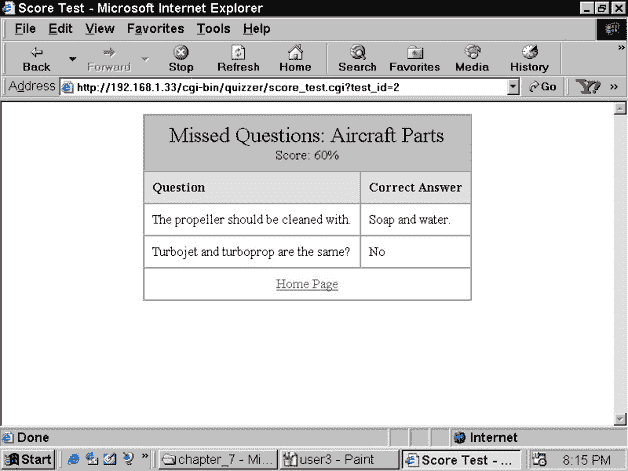 Score Test - Microsoft Internet Explorer
File Edit View Favorites Tools Help
Back Forward Stop Refresh Home Search Favorites Media History »
Address http://192.168.1.33/cgi-bin/quizzer/score_test.cgi?test_id=2 Go Y! »
Missed Questions: Aircraft Parts
Score: 60%
Question Correct Answer
The propeller should be cleaned with. Soap and water.
Turbojet and turboprop are the same? No
Home Page
Done Internet
Start » chapter_7 - Mi... user3 - Paint Score Test - ... 8:15 PM